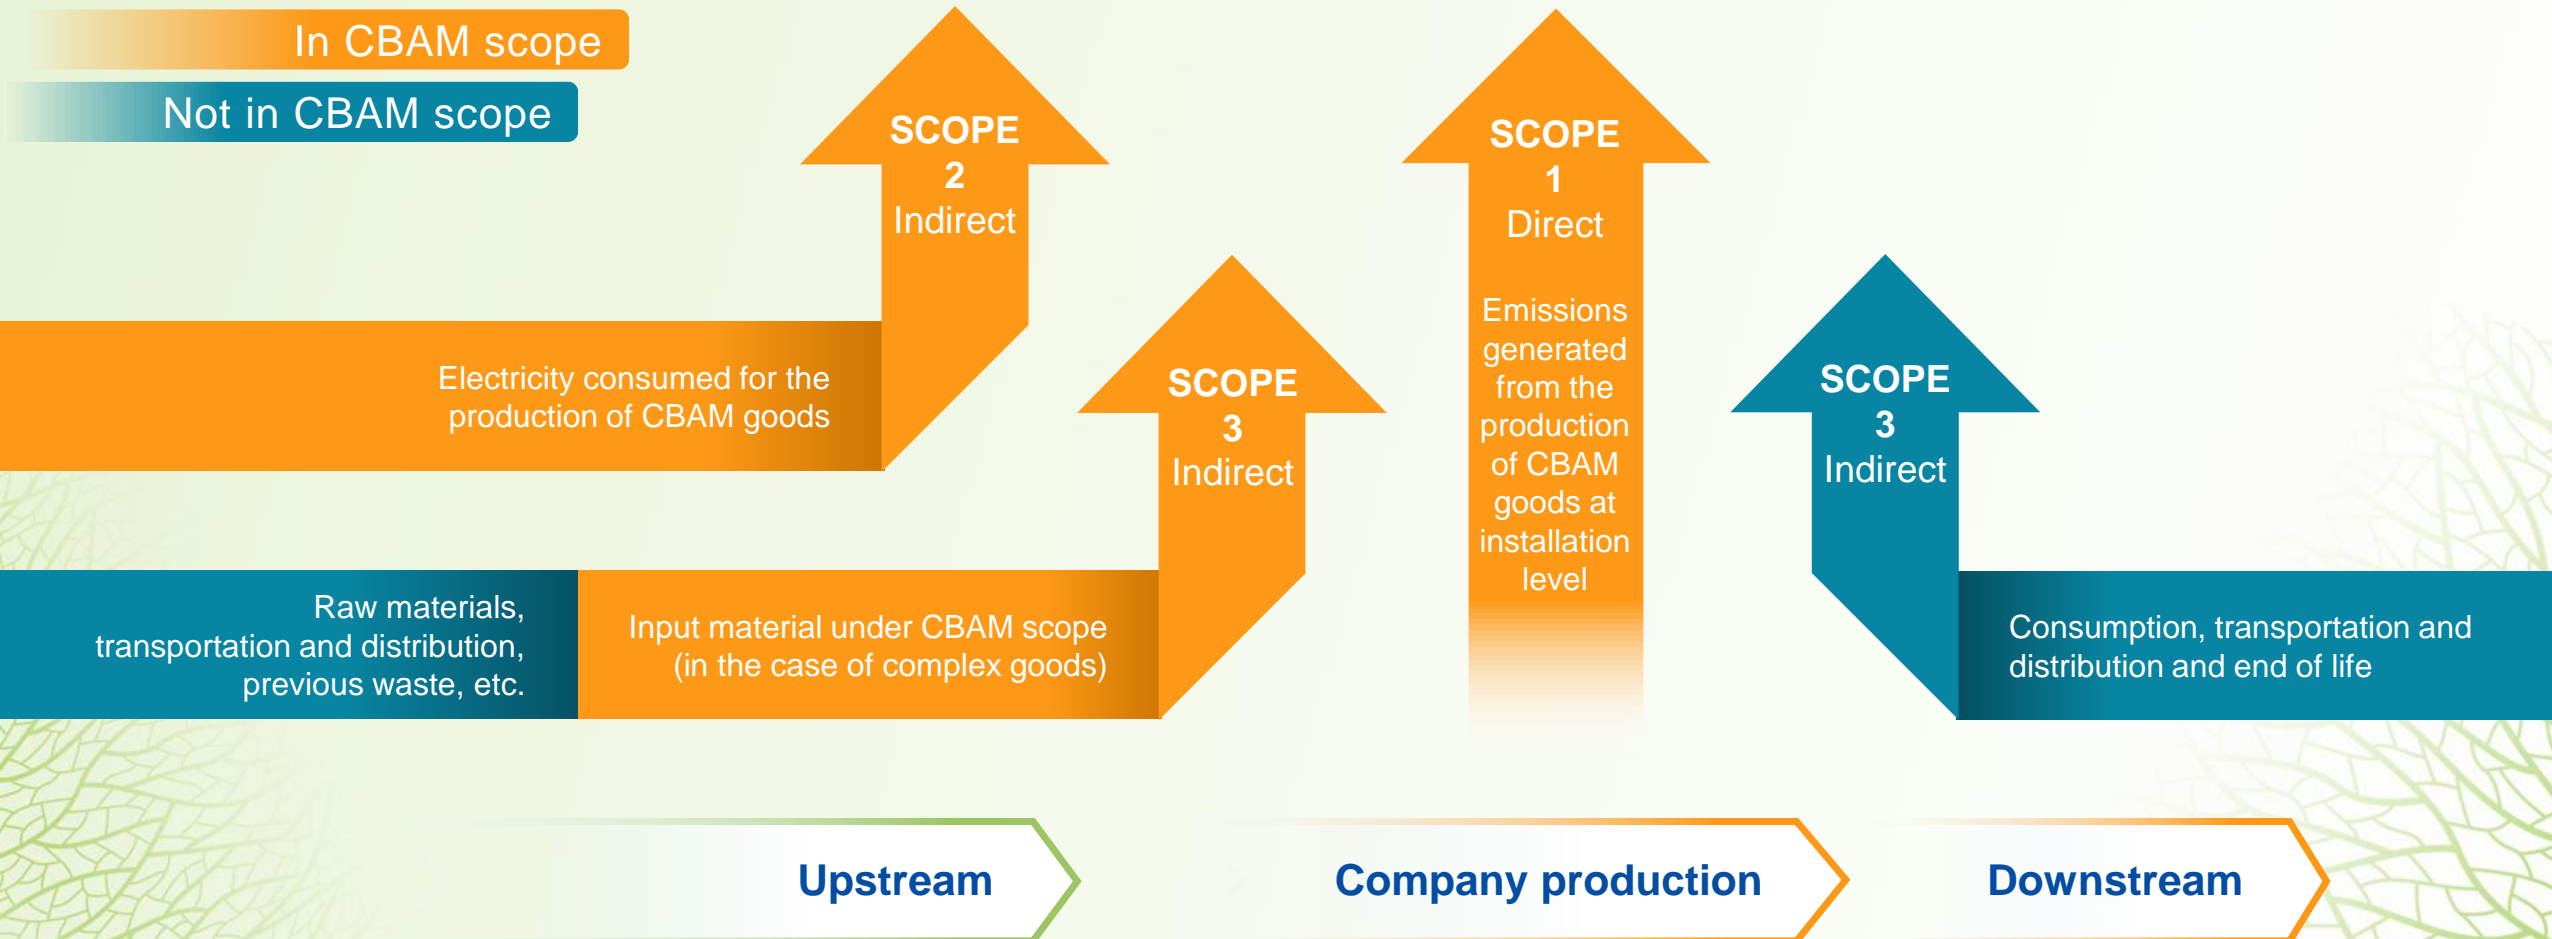 In CBAM scope
Not in CBAM scope
SCOPE
2
Indirect
Electricity consumed for the
production of CBAM goods
SCOPE
3
Indirect
Raw materials,
transportation and distribution,
previous waste, etc.
Input material under CBAM scope
(in the case of complex goods)
SCOPE
1
Direct
Emissions
generated
from the
production
of CBAM
goods at
installation
level
SCOPE
3
Indirect
Consumption, transportation and
distribution and end of life
Upstream
Company production
Downstream